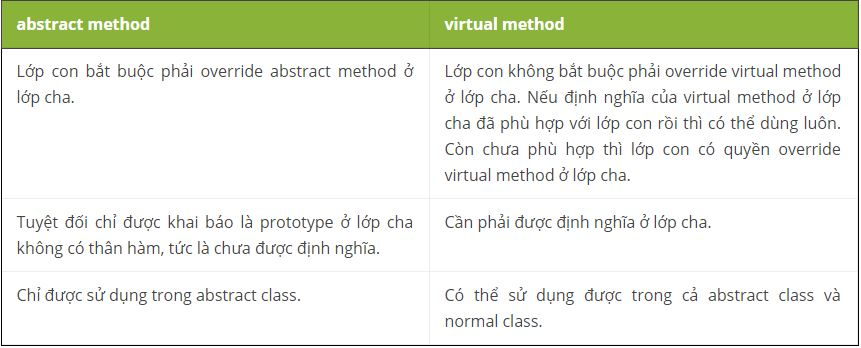 abstract method
virtual method
Lớp con bắt buộc phải override abstract method ở
lớp cha.
Lớp con không bắt buộc phải override virtual method
ở lớp cha. Nếu định nghĩa của virtual method ở lớp
cha đã phù hợp với lớp con rồi thì có thể dùng luôn.
Còn chưa phù hợp thì lớp con có quyền override
virtual method ở lớp cha.
Tuyệt đối chỉ được khai báo là prototype ở lớp cha
không có thân hàm, tức là chưa được định nghĩa.
Cần phải được định nghĩa ở lớp cha.
Chỉ được sử dụng trong abstract class.
Có thể sử dụng được trong cả abstract class và
normal class.